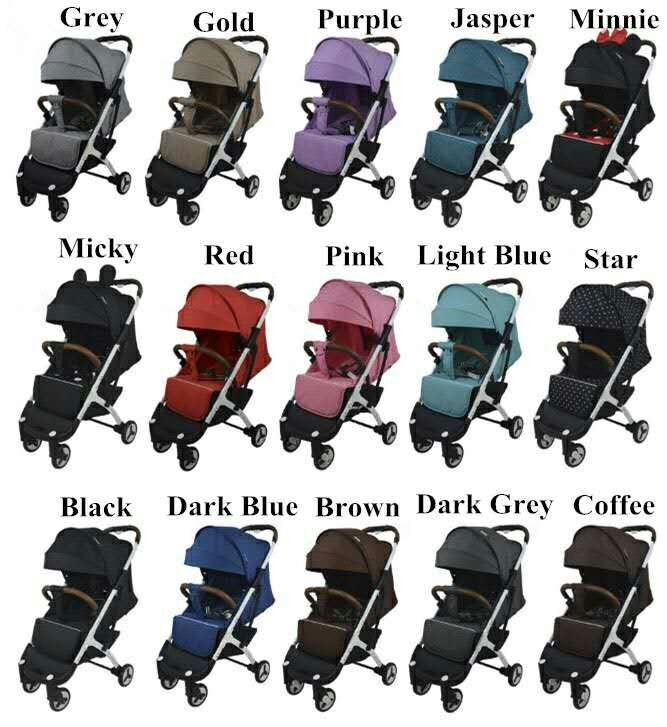 Grey
Gold
Purple
Jasper
Minnie
Micky
Red
Pink
Light Blue
Star
Black
Dark Blue
Brown
Dark Grey
Coffee